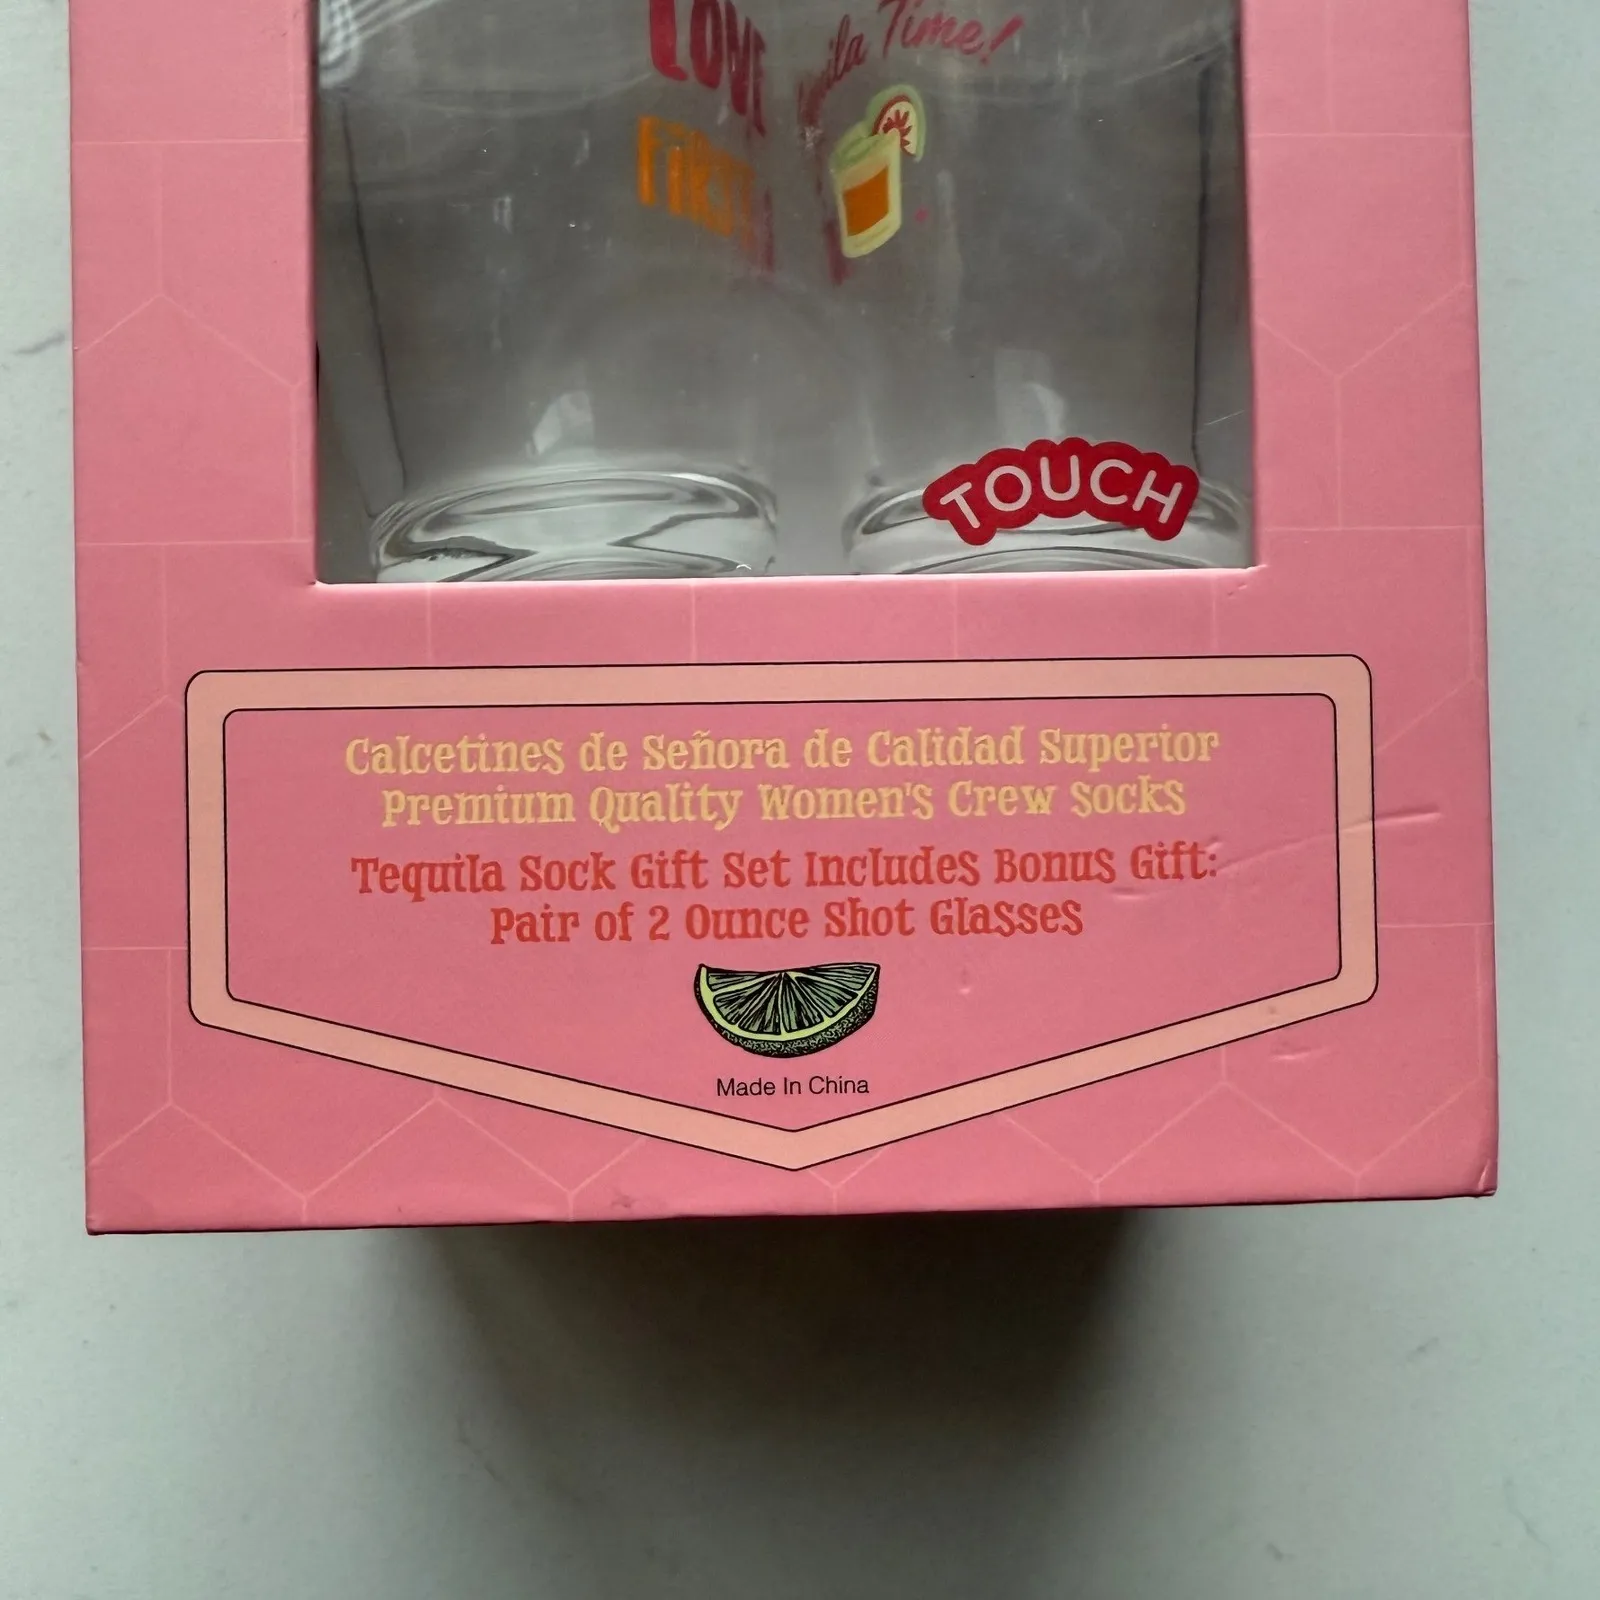 LOVE
Time!
FIRST
TOUCH
Calcetines de Señora de Calidad Superior
Premium Quality Women's Crew Socks
Tequila Sock Gift Set Includes Bonus Gift:
Pair of 2 Ounce Shot Glasses
Made In China